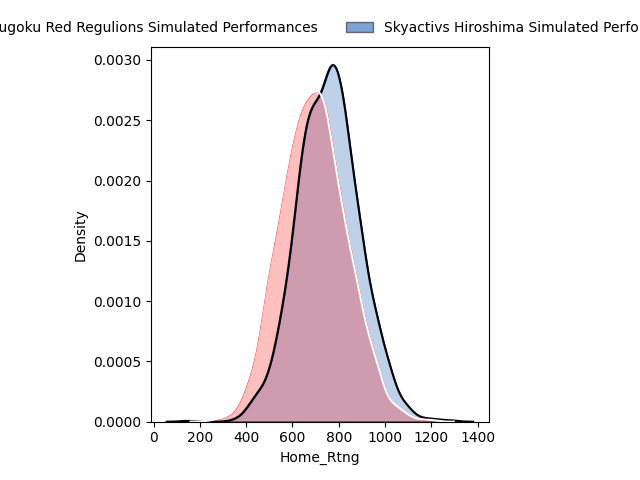 ugoku Red Regulions Simulated Performances Skyactivs Hiroshima Simulated Perfo
0.0030
0.0025
0.0020
0.0015
0.0010
0.0005
0.0000
Density
0 200 400 600 800 1000 1200 1400
Home_Rtng